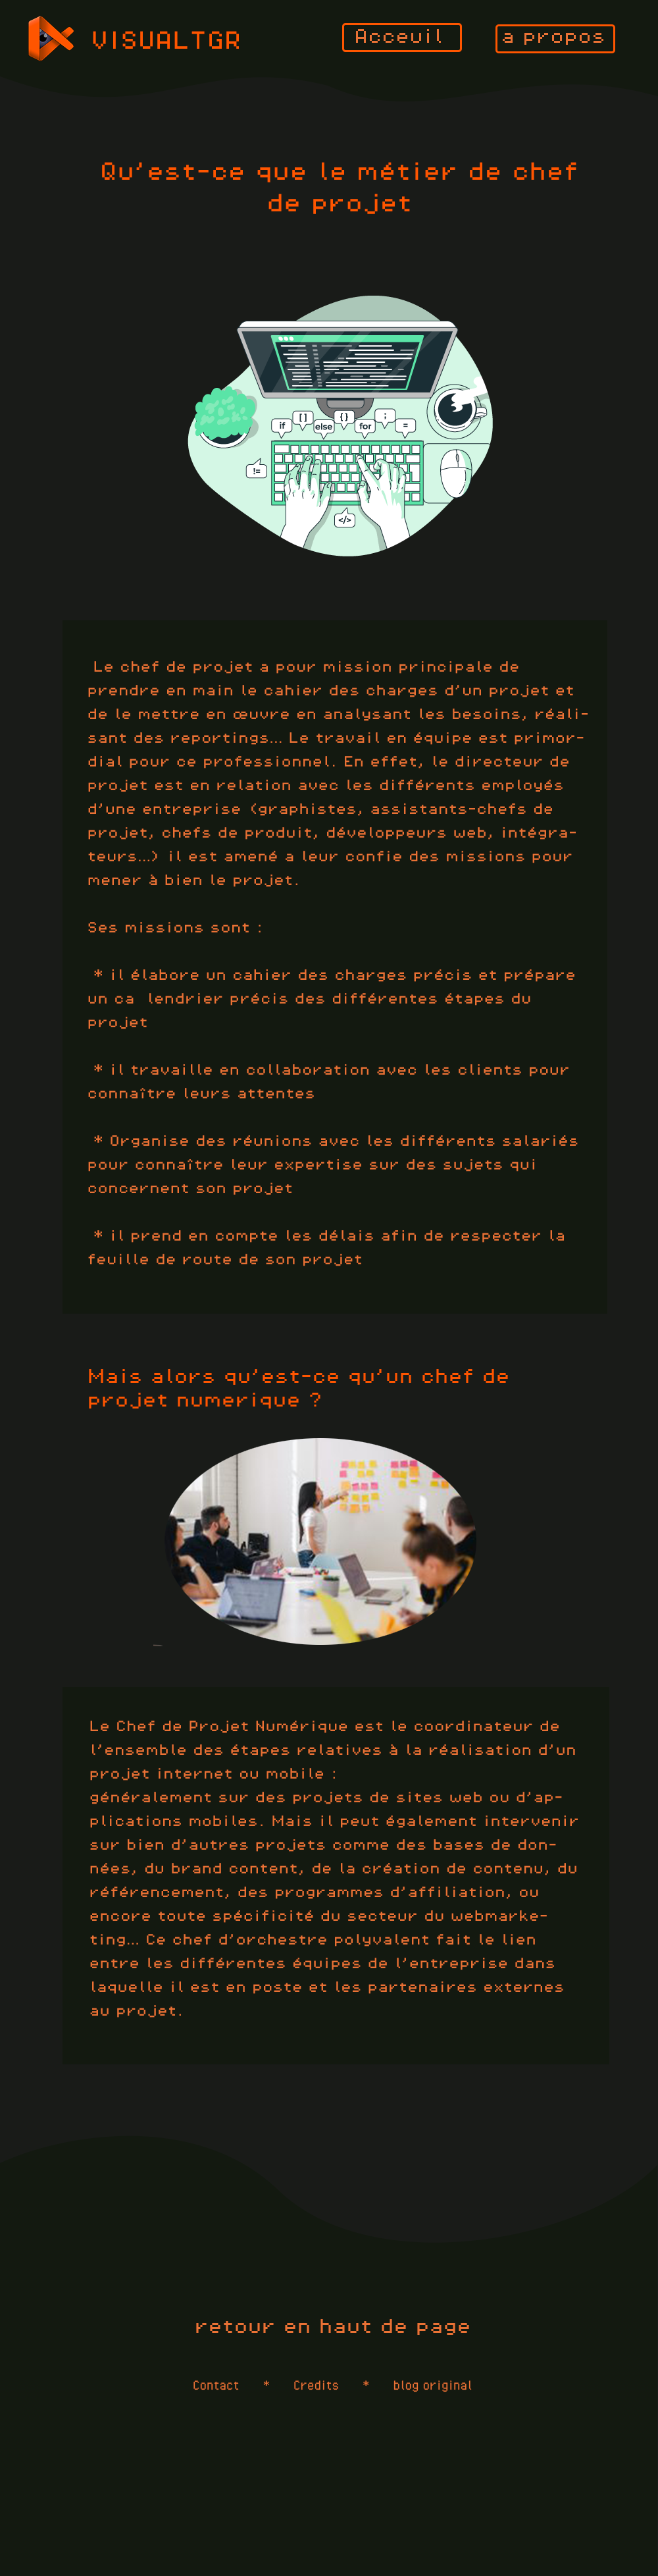 VISUALTGR
Acceuil
a propos
Qu'est-ce que le métier de chef
de projet
if
[ ]
else
{ }
for
;
=
!=
</>
Le chef de projet a pour mission principale de
prendre en main le cahier des charges d'un projet et
de le mettre en œuvre en analysant les besoins, réali-
sant des reportings... Le travail en équipe est primor-
dial pour ce professionnel. En effet, le directeur de
projet est en relation avec les différents employés
d'une entreprise (graphistes, assistants-chefs de
projet, chefs de produit, développeurs web, intégra-
teurs...) il est amené a leur confie des missions pour
mener à bien le projet.
Ses missions sont :
* il élabore un cahier des charges précis et prépare
un ca lendrier précis des différentes étapes du
projet
* il travaille en collaboration avec les clients pour
connaître leurs attentes
* Organise des réunions avec les différents salariés
pour connaître leur expertise sur des sujets qui
concernent son projet
* il prend en compte les délais afin de respecter la
feuille de route de son projet
Mais alors qu'est-ce qu'un chef de
projet numerique ?
Le Chef de Projet Numérique est le coordinateur de
l'ensemble des étapes relatives à la réalisation d'un
projet internet ou mobile :
généralement sur des projets de sites web ou d'ap-
plications mobiles. Mais il peut également intervenir
sur bien d'autres projets comme des bases de don-
nées, du brand content, de la création de contenu, du
référencement, des programmes d'affiliation, ou
encore toute spécificité du secteur du webmarke-
ting... Ce chef d'orchestre polyvalent fait le lien
entre les différentes équipes de l'entreprise dans
laquelle il est en poste et les partenaires externes
au projet.
retour en haut de page
Contact * Credits * blog original